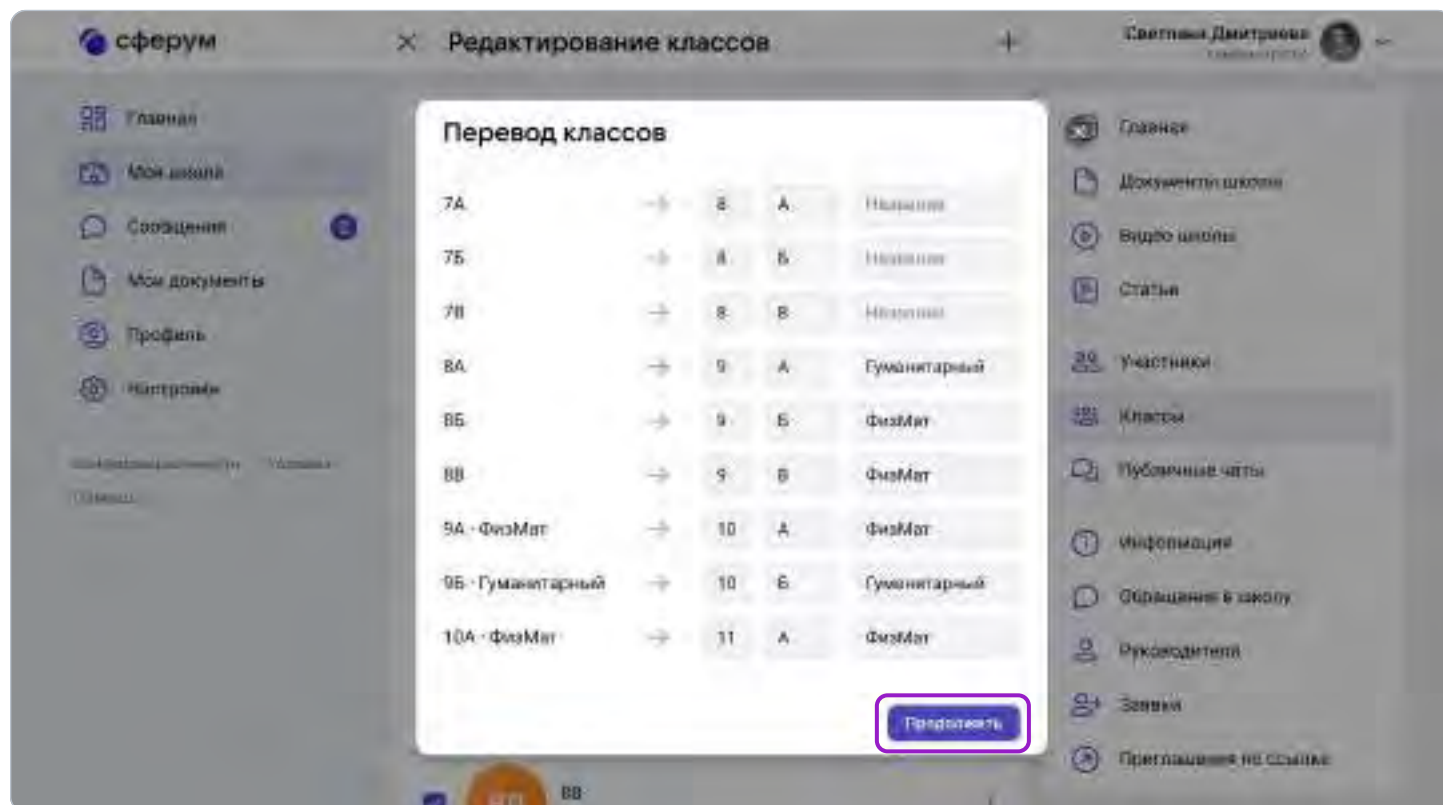 сферум
Редактирование классов
Светлана Дмитриева
Главная
Моя школа
Сообщения
Мои документы
Профиль
Настройки
Помощь
Перевод классов
7А → 8 А Название
7Б → 8 Б Название
7В → 8 В Название
8А → 9 А Гуманитарный
8Б → 9 Б ФизМат
8В → 9 В ФизМат
9А · ФизМат → 10 А ФизМат
9Б · Гуманитарный → 10 Б Гуманитарный
10А · ФизМат → 11 А ФизМат
Продолжить
8В
Главная
Документы школы
Видео школы
Статьи
Участники
Классы
Публичные чаты
Информация
Обращения в школу
Руководители
Заявки
Приглашения по ссылке